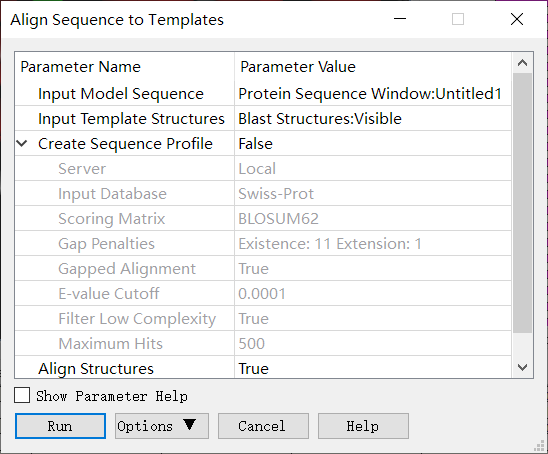 Align Sequence to Templates
Parameter Name Parameter Value
Input Model Sequence Protein Sequence Window:Untitled1
Input Template Structures Blast Structures:Visible
Create Sequence Profile False
Server Local
Input Database Swiss-Prot
Scoring Matrix BLOSUM62
Gap Penalties Existence: 11 Extension: 1
Gapped Alignment True
E-value Cutoff 0.0001
Filter Low Complexity True
Maximum Hits 500
Align Structures True
Show Parameter Help
Run Options ▼ Cancel Help